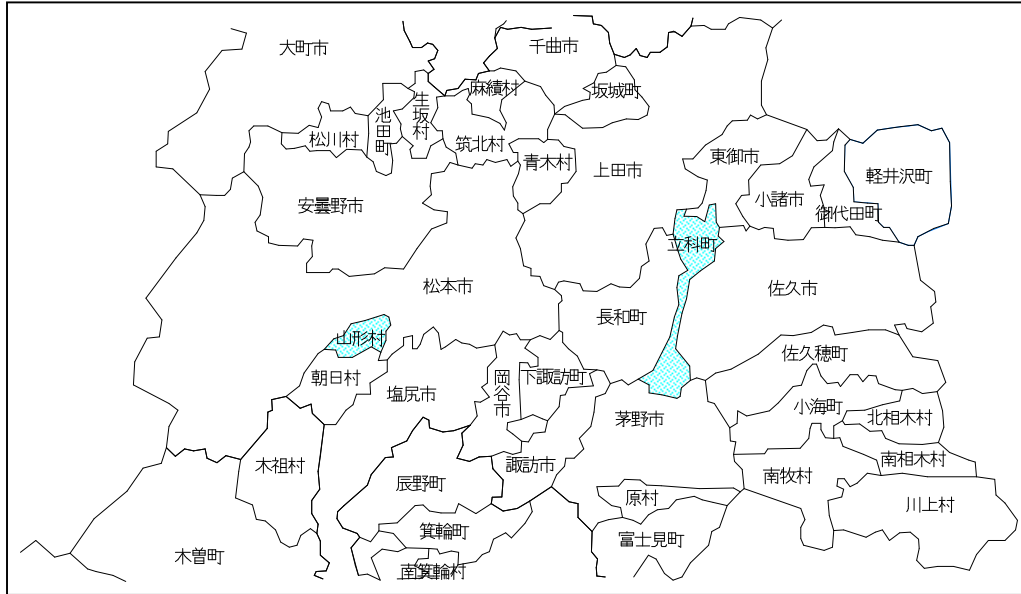 大町市
千曲市
麻績村
坂城町
生坂村
池田町
松川村
筑北村
青木村
上田市
東御市
軽井沢町
小諸市
御代田町
安曇野市
立科町
松本市
佐久市
長和町
山形村
佐久穂町
朝日村
岡谷市
下諏訪町
塩尻市
小海町
北相木村
茅野市
木祖村
諏訪市
南相木村
南牧村
辰野町
原村
川上村
箕輪町
富士見町
木曽町
南箕輪村